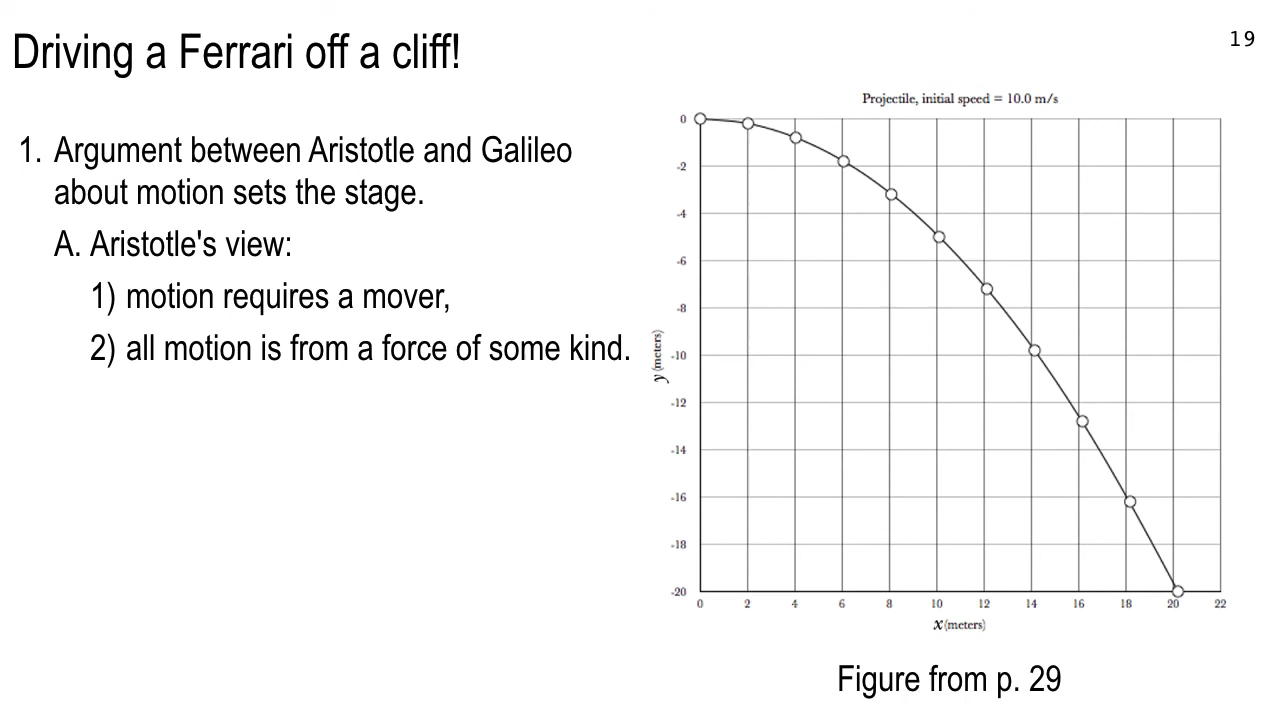 Driving a Ferrari off a cliff!
19
1. Argument between Aristotle and Galileo
about motion sets the stage.
A. Aristotle's view:
1) motion requires a mover,
2) all motion is from a force of some kind.
Projectile, initial speed = 10.0 m/s
0
-2
-4
-6
-8
-10
-12
-14
-16
-18
-20
y (meters)
0 2 4 6 8 10 12 14 16 18 20 22
x (meters)
Figure from p. 29